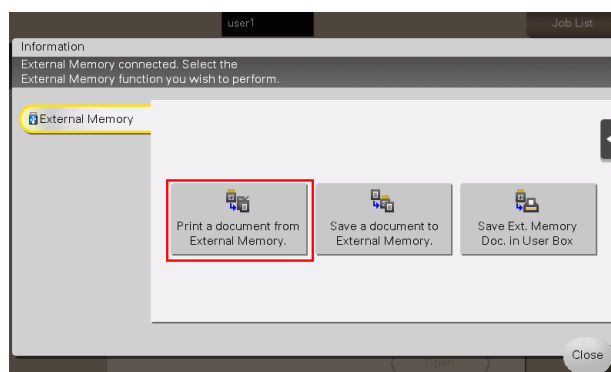 user1
Job List
Information
External Memory connected. Select the
External Memory function you wish to perform.
External Memory
Print a document from
External Memory.
Save a document to
External Memory.
Save Ext. Memory
Doc. in User Box
Close
Open